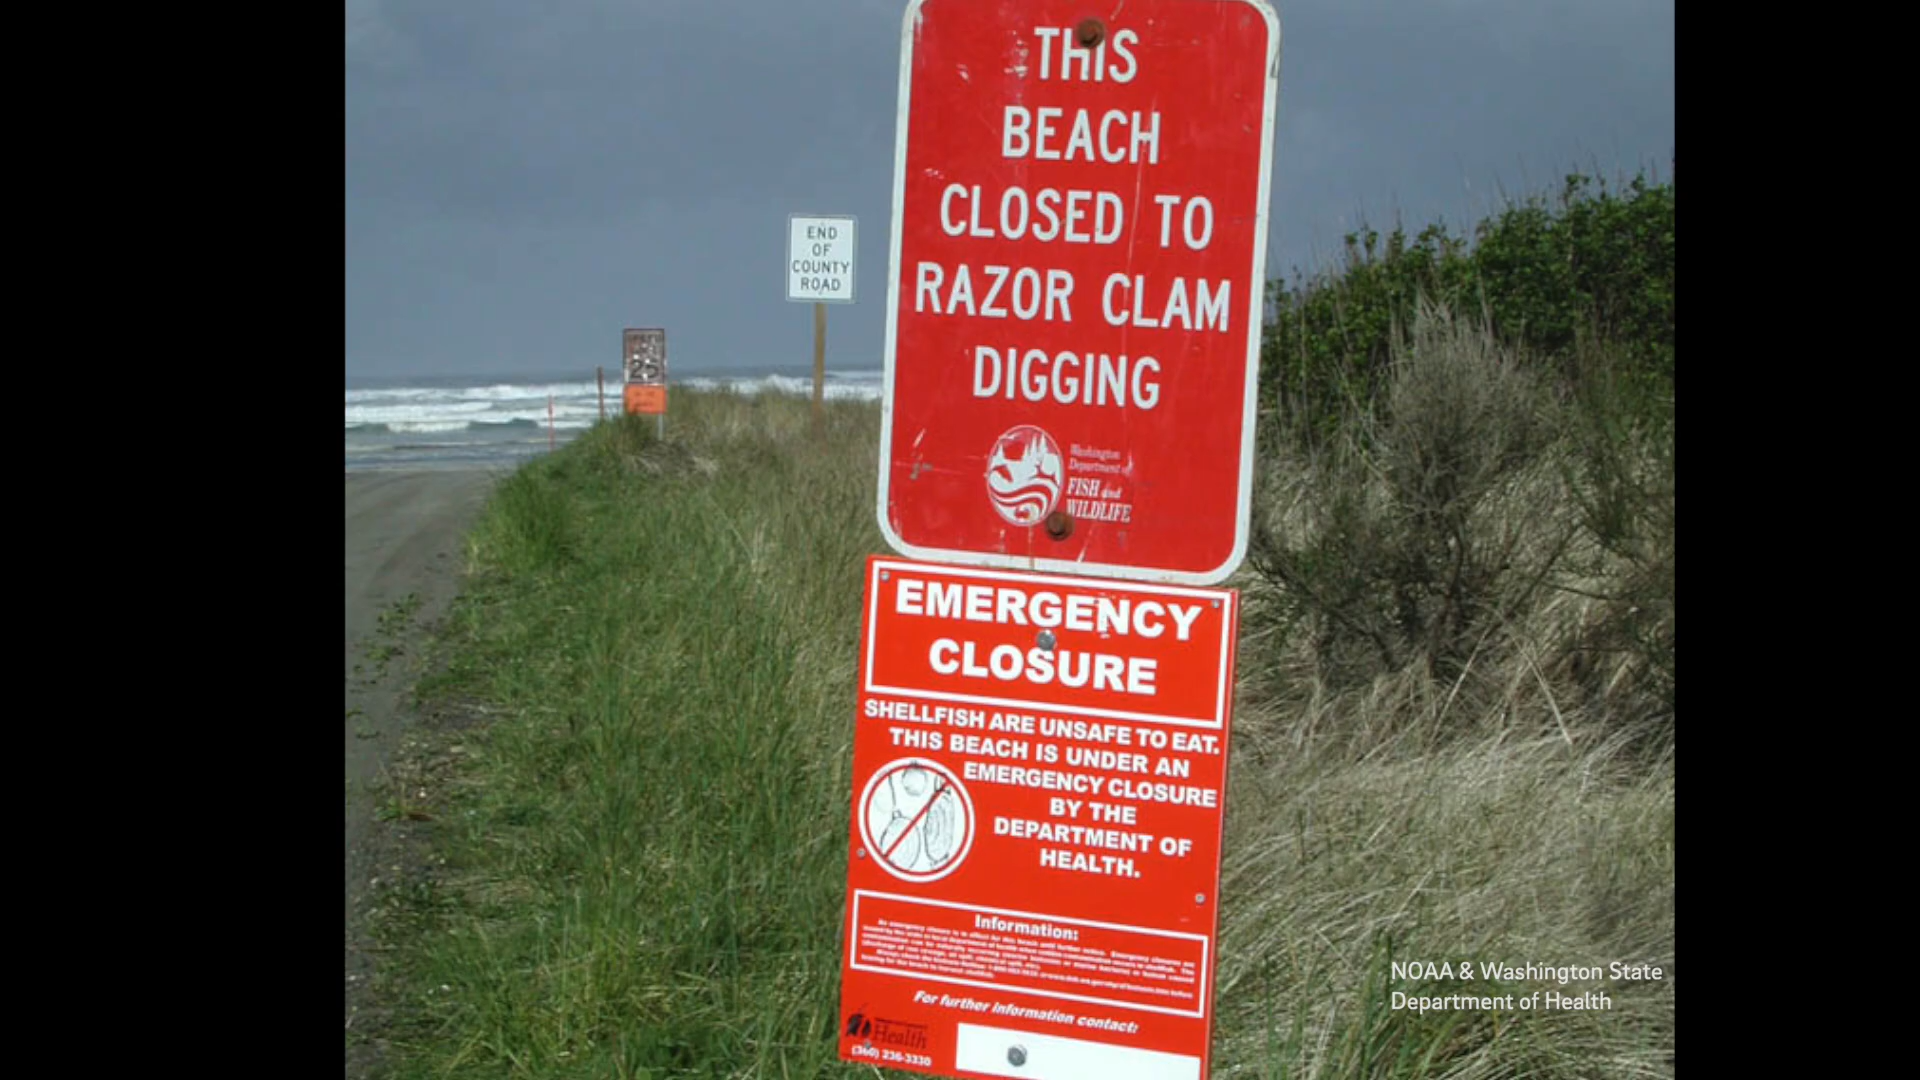 THIS
BEACH
CLOSED TO
RAZOR CLAM
DIGGING
Washington
Department of
FISH and
WILDLIFE
END
OF
COUNTY
ROAD
25
EMERGENCY
CLOSURE
SHELLFISH ARE UNSAFE TO EAT.
THIS BEACH IS UNDER AN
EMERGENCY CLOSURE
BY THE
DEPARTMENT OF
HEALTH.
Information:
For further information contact:
Health
(360) 236-3330
NOAA & Washington State
Department of Health